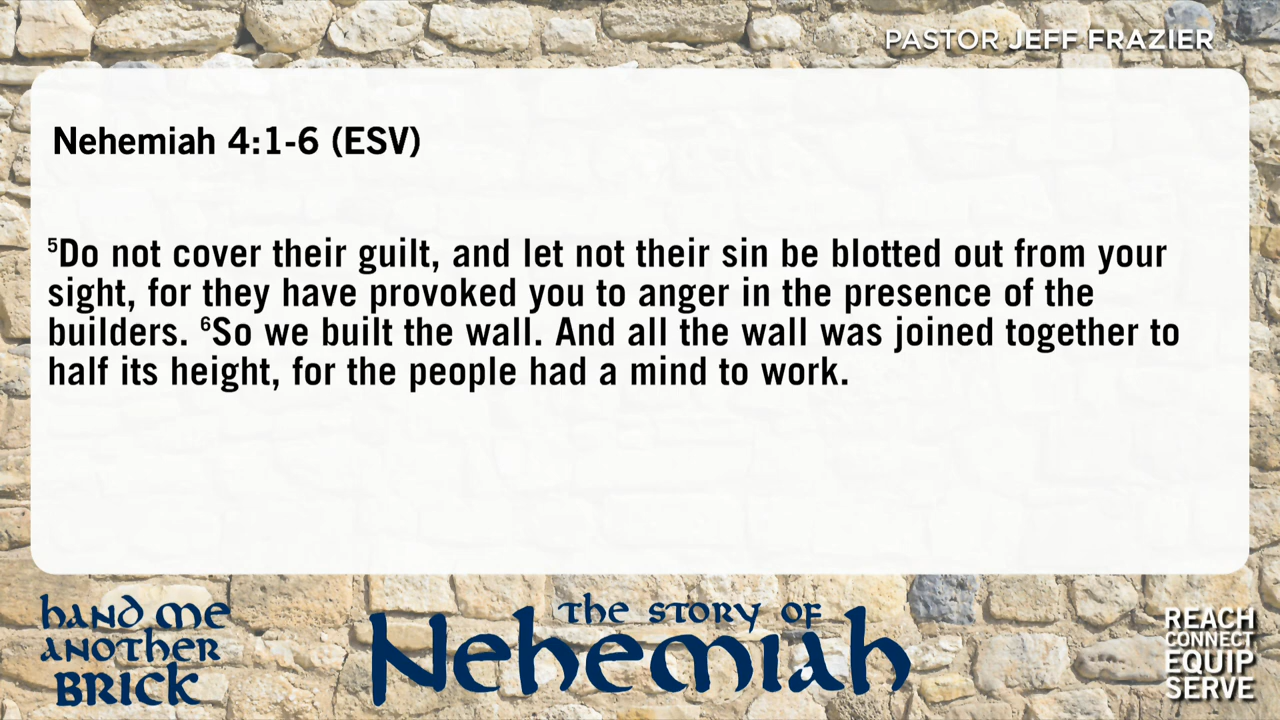 PASTOR JEFF FRAZIER
Nehemiah 4:1-6 (ESV)
⁵Do not cover their guilt, and let not their sin be blotted out from your
sight, for they have provoked you to anger in the presence of the
builders. ⁶So we built the wall. And all the wall was joined together to
half its height, for the people had a mind to work.
hand me
another
BRICK
the story of
Nehemiah
REACH
CONNECT
EQUIP
SERVE